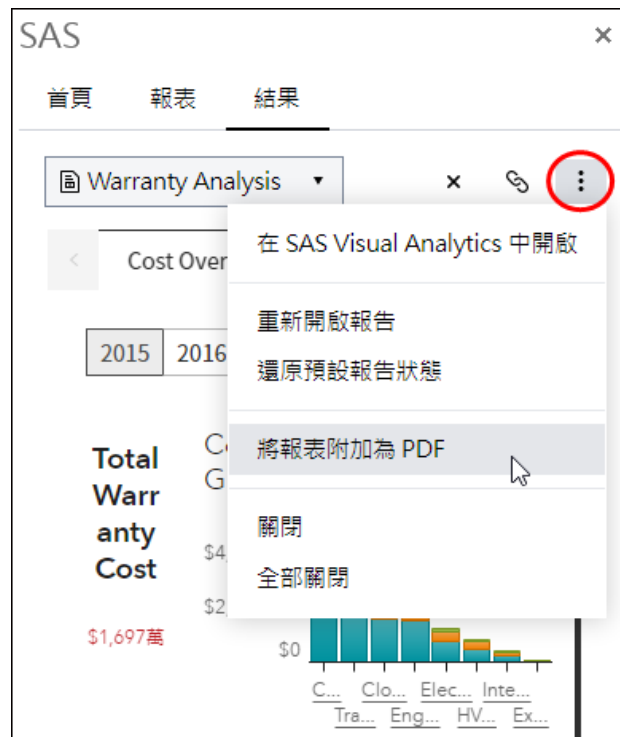 SAS
首頁 報表 結果
Warranty Analysis
在 SAS Visual Analytics 中開啟
Cost Over
重新開啟報告
2015 2016
還原預設報告狀態
將報表附加為 PDF
Total
Warr
anty
Cost
$1,697萬
關閉
全部關閉
$4,
$2,
$0
C... Clo... Elec... Inte...
Tra... Eng... HV... Ex...